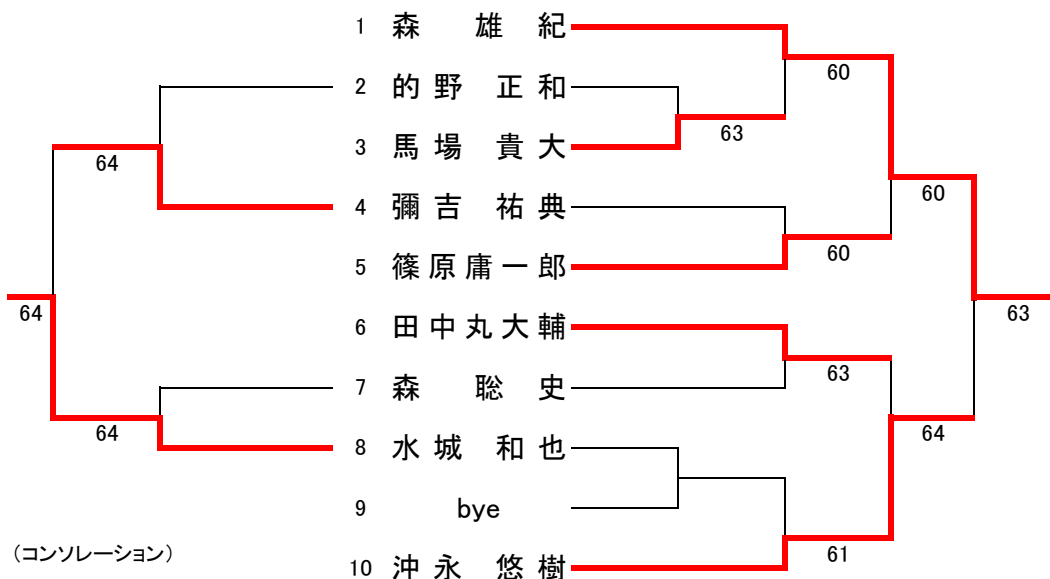 1 森 雄 紀
60
2 的 野 正 和
63
3 馬 場 貴 大
64
60
4 彌 吉 祐 典
60
5 篠 原 庸 一 郎
64
63
6 田 中 丸 大 輔
63
7 森 聡 史
64
64
8 水 城 和 也
9 bye
61
(コンソレーション)
10 沖 永 悠 樹